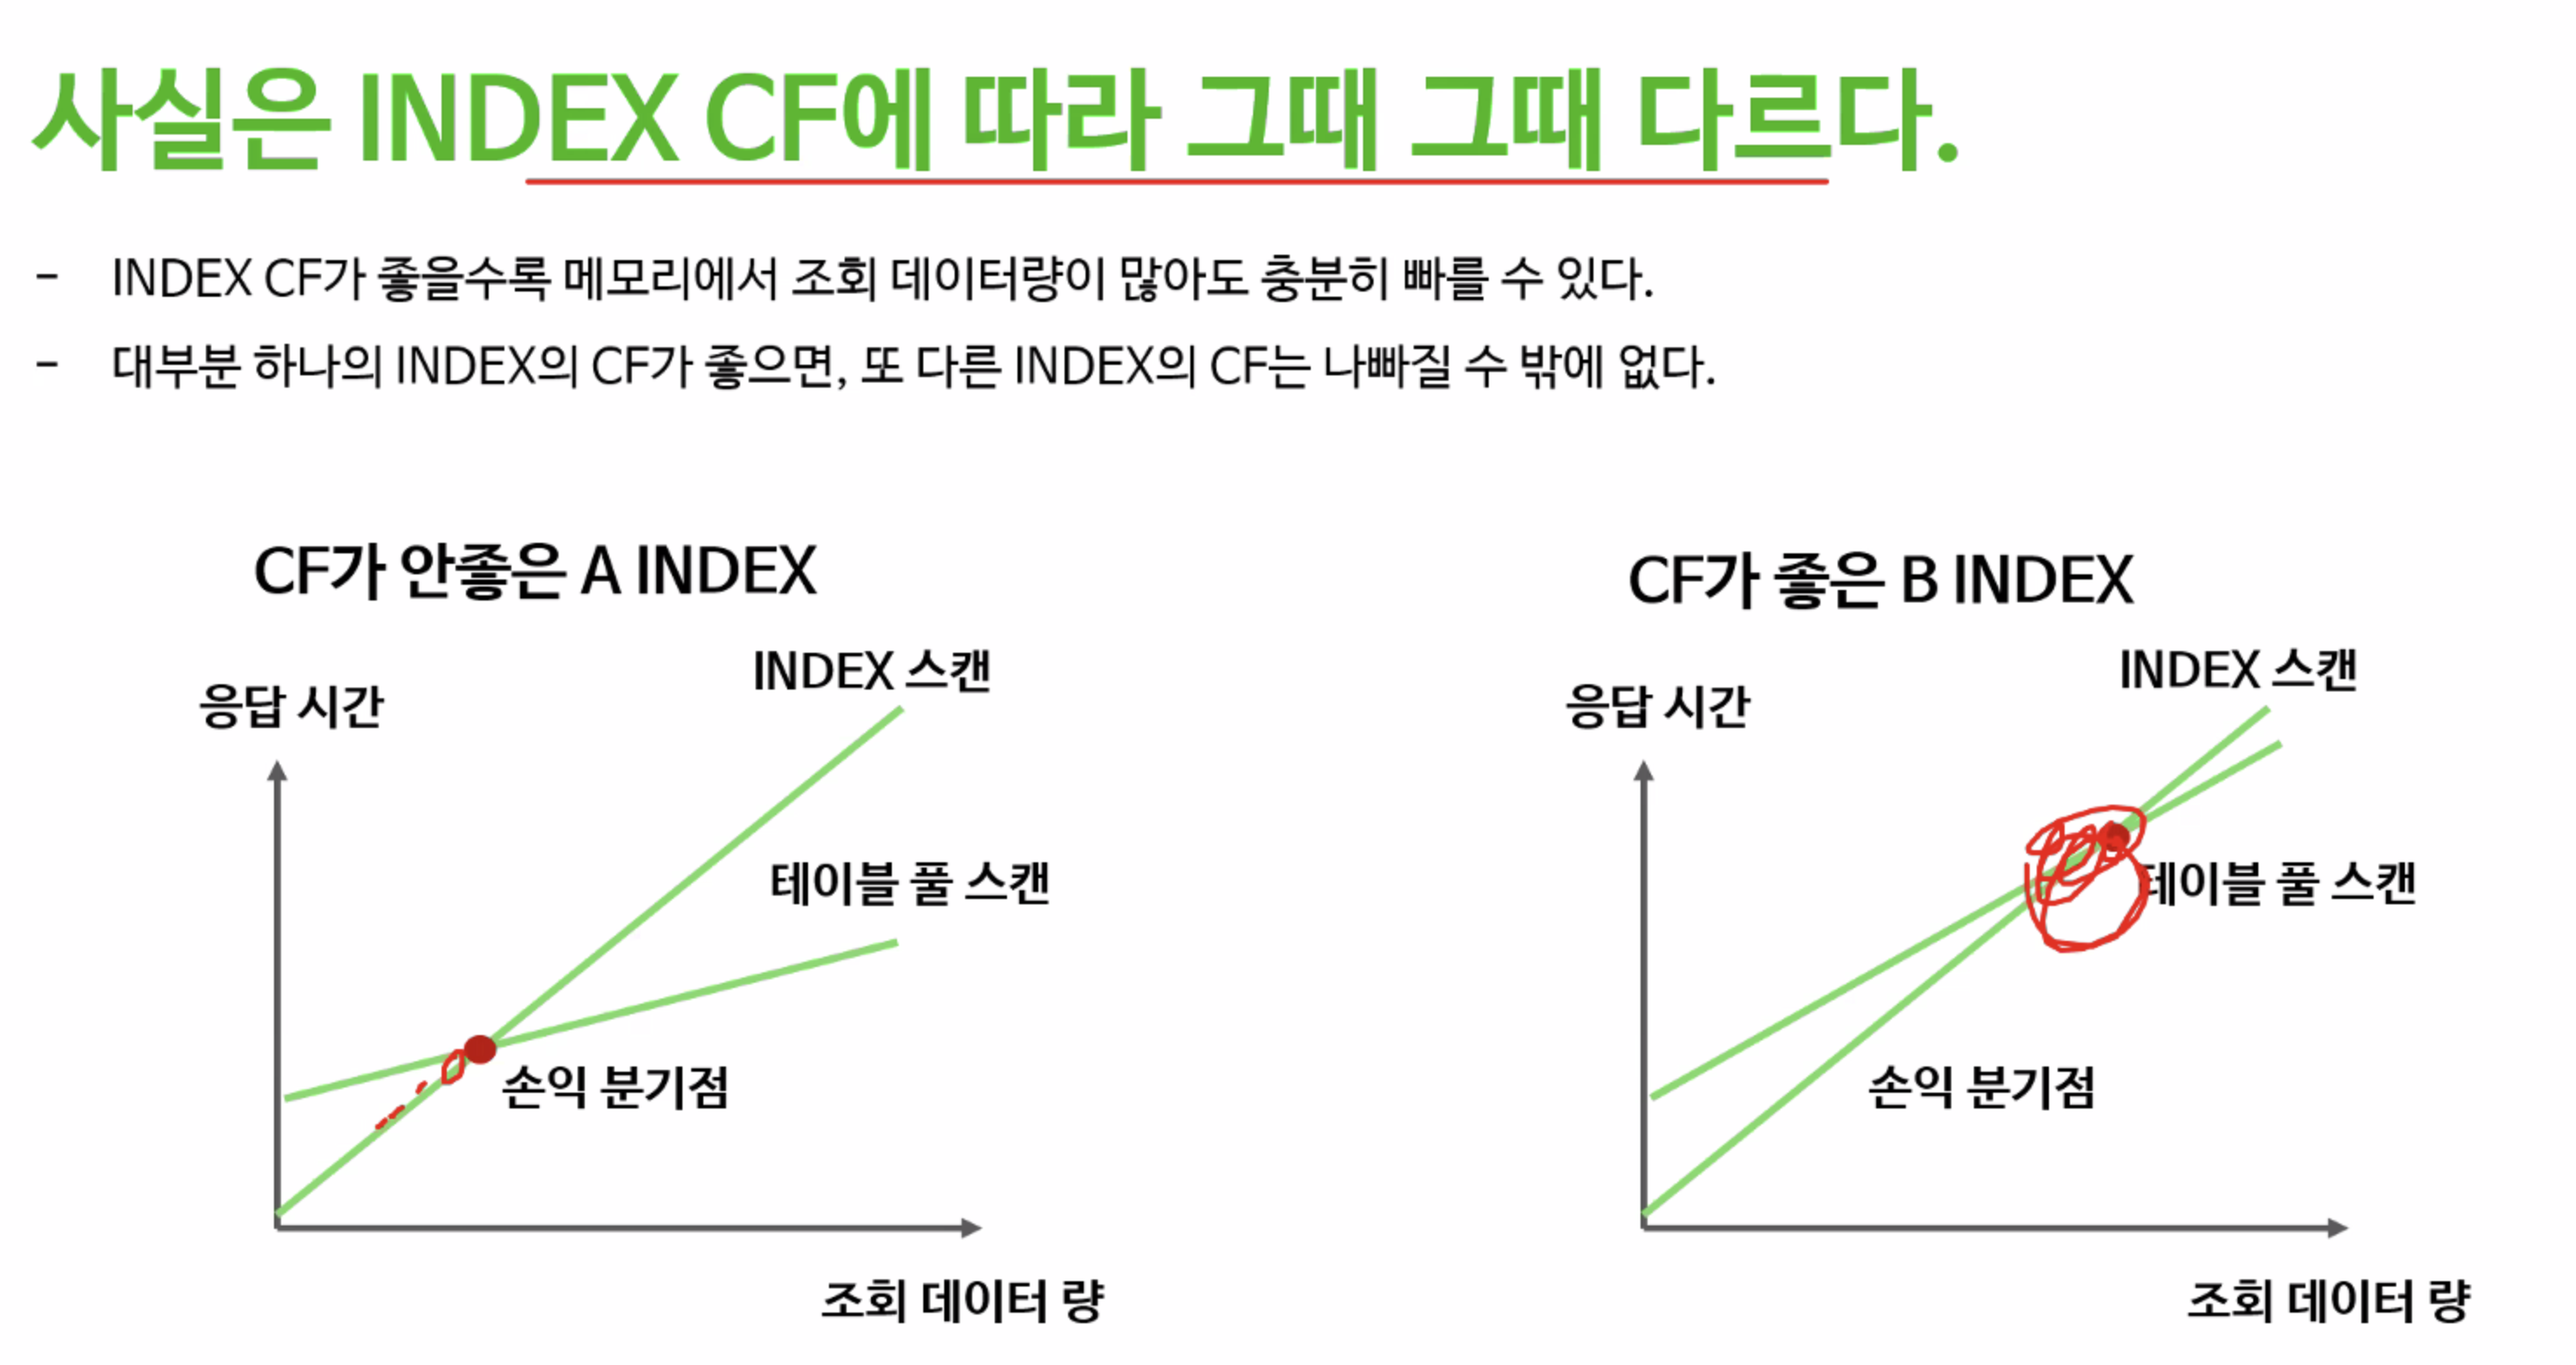 사실은 INDEX CF에 따라 그때 그때 다르다.
- INDEX CF가 좋을수록 메모리에서 조회 데이터량이 많아도 충분히 빠를 수 있다.
- 대부분 하나의 INDEX의 CF가 좋으면, 또 다른 INDEX의 CF는 나빠질 수 밖에 없다.
CF가 안좋은 A INDEX
응답 시간
INDEX 스캔
테이블 풀 스캔
손익 분기점
조회 데이터 량
CF가 좋은 B INDEX
응답 시간
INDEX 스캔
테이블 풀 스캔
손익 분기점
조회 데이터 량